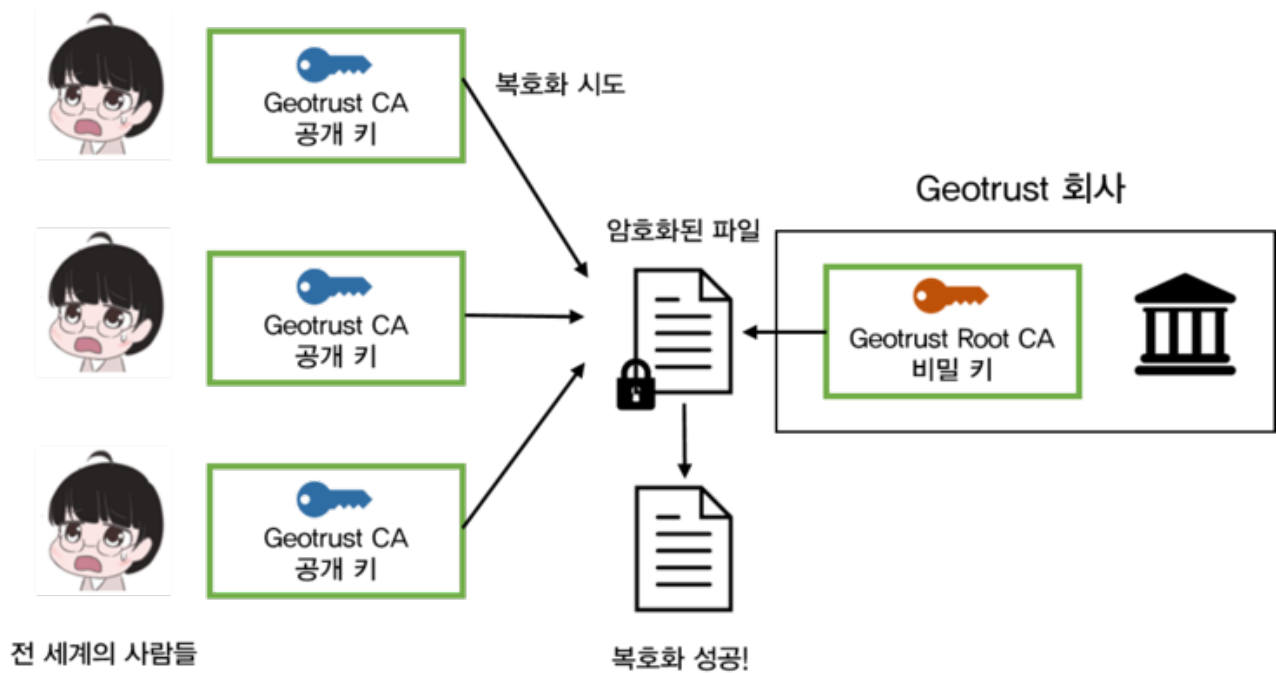 Geotrust CA
공개 키
복호화 시도
Geotrust CA
공개 키
Geotrust CA
공개 키
전 세계의 사람들
암호화된 파일
복호화 성공!
Geotrust 회사
Geotrust Root CA
비밀 키